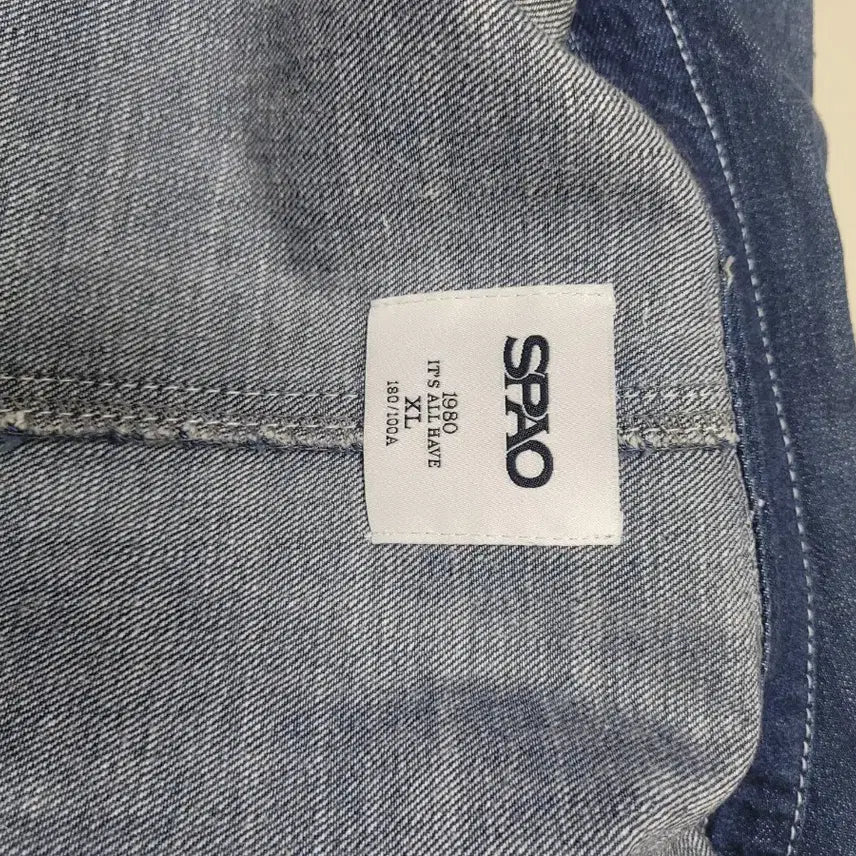 SPAO
1980
IT'S ALL HAVE
XL
180/100A